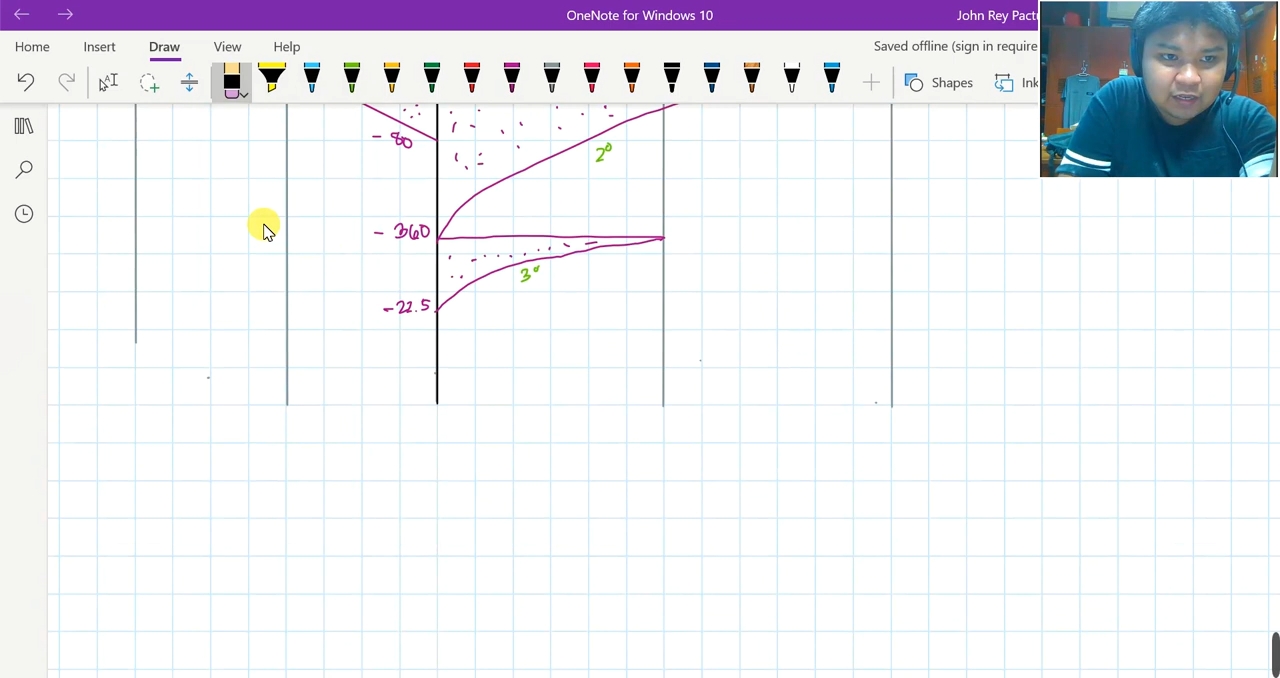 OneNote for Windows 10
John Rey Pactu
Home Insert Draw View Help
Saved offline (sign in require
Shapes
Ink
- 80
2°
- 360
3°
-22.5